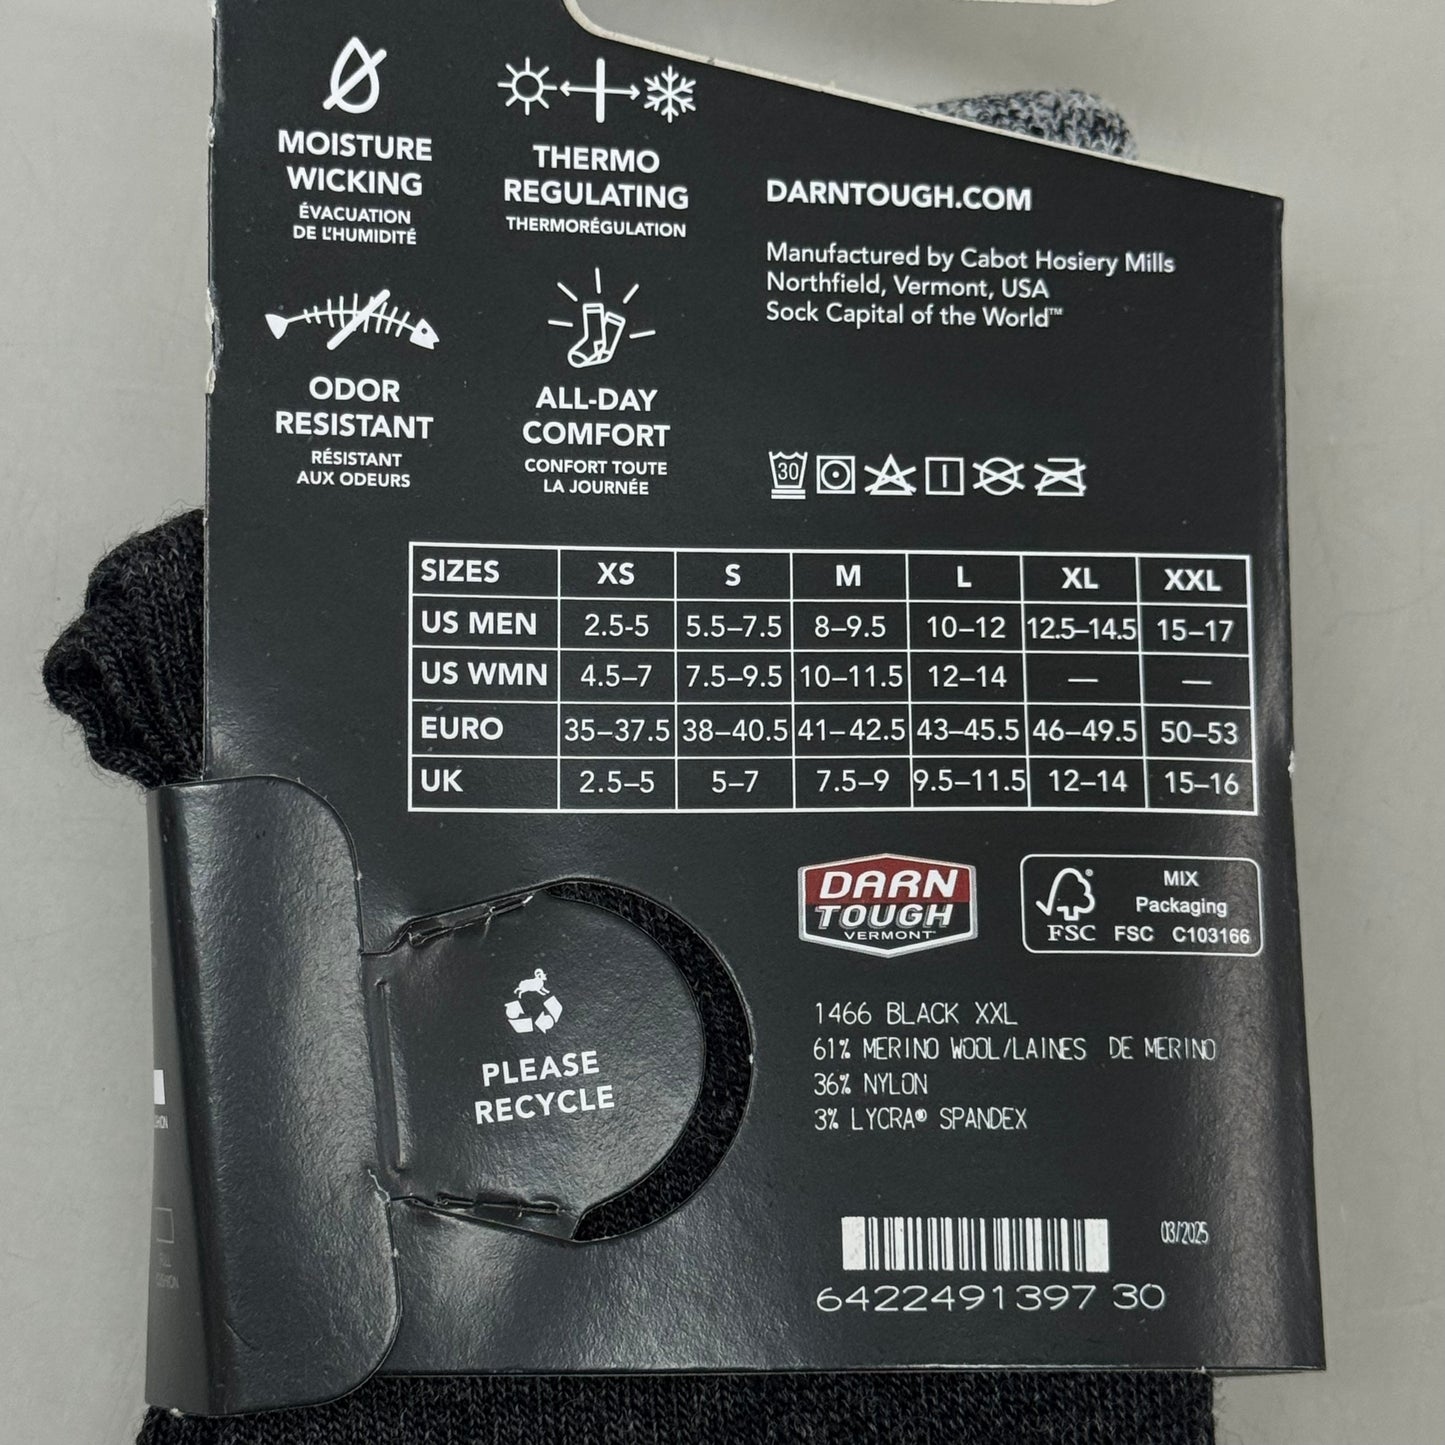 MOISTURE
WICKING
ÉVACUATION
DE L'HUMIDITÉ
THERMO
REGULATING
THERMORÉGULATION
ODOR
RESISTANT
RÉSISTANT
AUX ODEURS
ALL-DAY
COMFORT
CONFORT TOUTE
LA JOURNÉE
DARNTOUGH.COM
Manufactured by Cabot Hosiery Mills
Northfield, Vermont, USA
Sock Capital of the World™
30
SIZES XS S M L XL XXL
US MEN 2.5-5 5.5–7.5 8–9.5 10–12 12.5–14.5 15–17
US WMN 4.5–7 7.5–9.5 10–11.5 12–14 — —
EURO 35–37.5 38–40.5 41–42.5 43–45.5 46–49.5 50–53
UK 2.5–5 5–7 7.5–9 9.5–11.5 12–14 15–16
DARN
TOUGH
VERMONT
MIX
Packaging
FSC FSC C103166
PLEASE
RECYCLE
1466 BLACK XXL
61% MERINO WOOL/LAINES DE MERINO
36% NYLON
3% LYCRA® SPANDEX
03/2025
6422491397 30